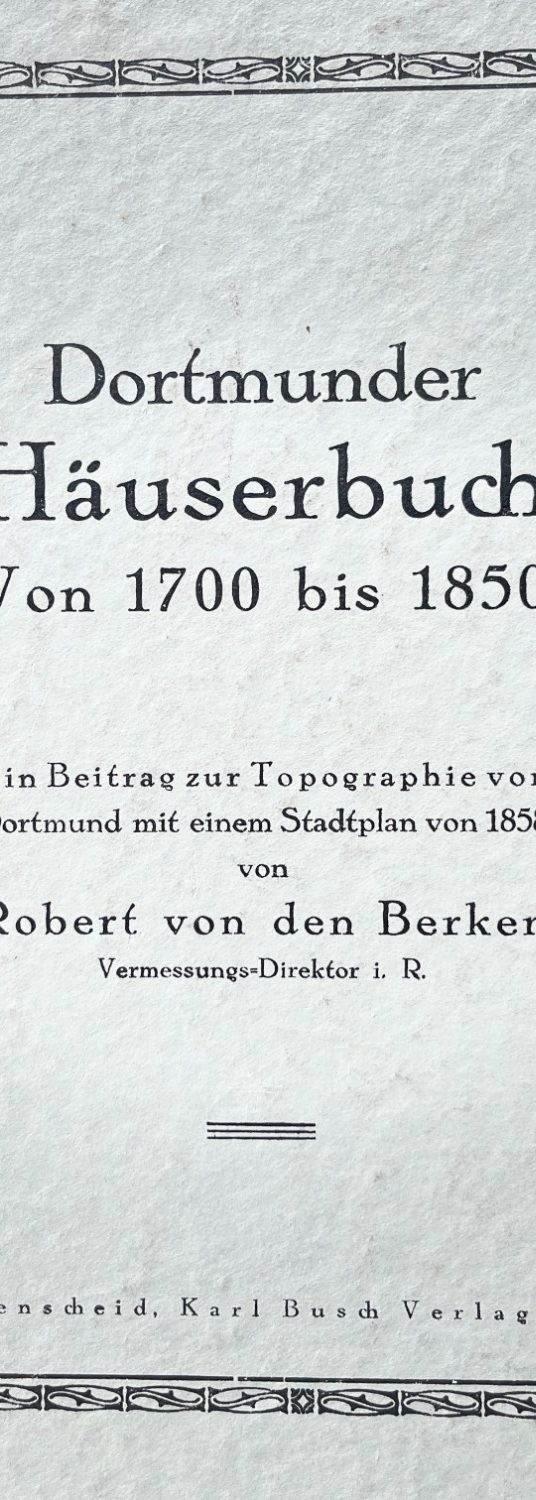 Dortmunder
Häuserbuch
Von 1700 bis 1850
in Beitrag zur Topographie von
Dortmund mit einem Stadtplan von 1858
von
Robert von den Berken
Vermessungs=Direktor i. R.
enscheid, Karl Busch Verlag